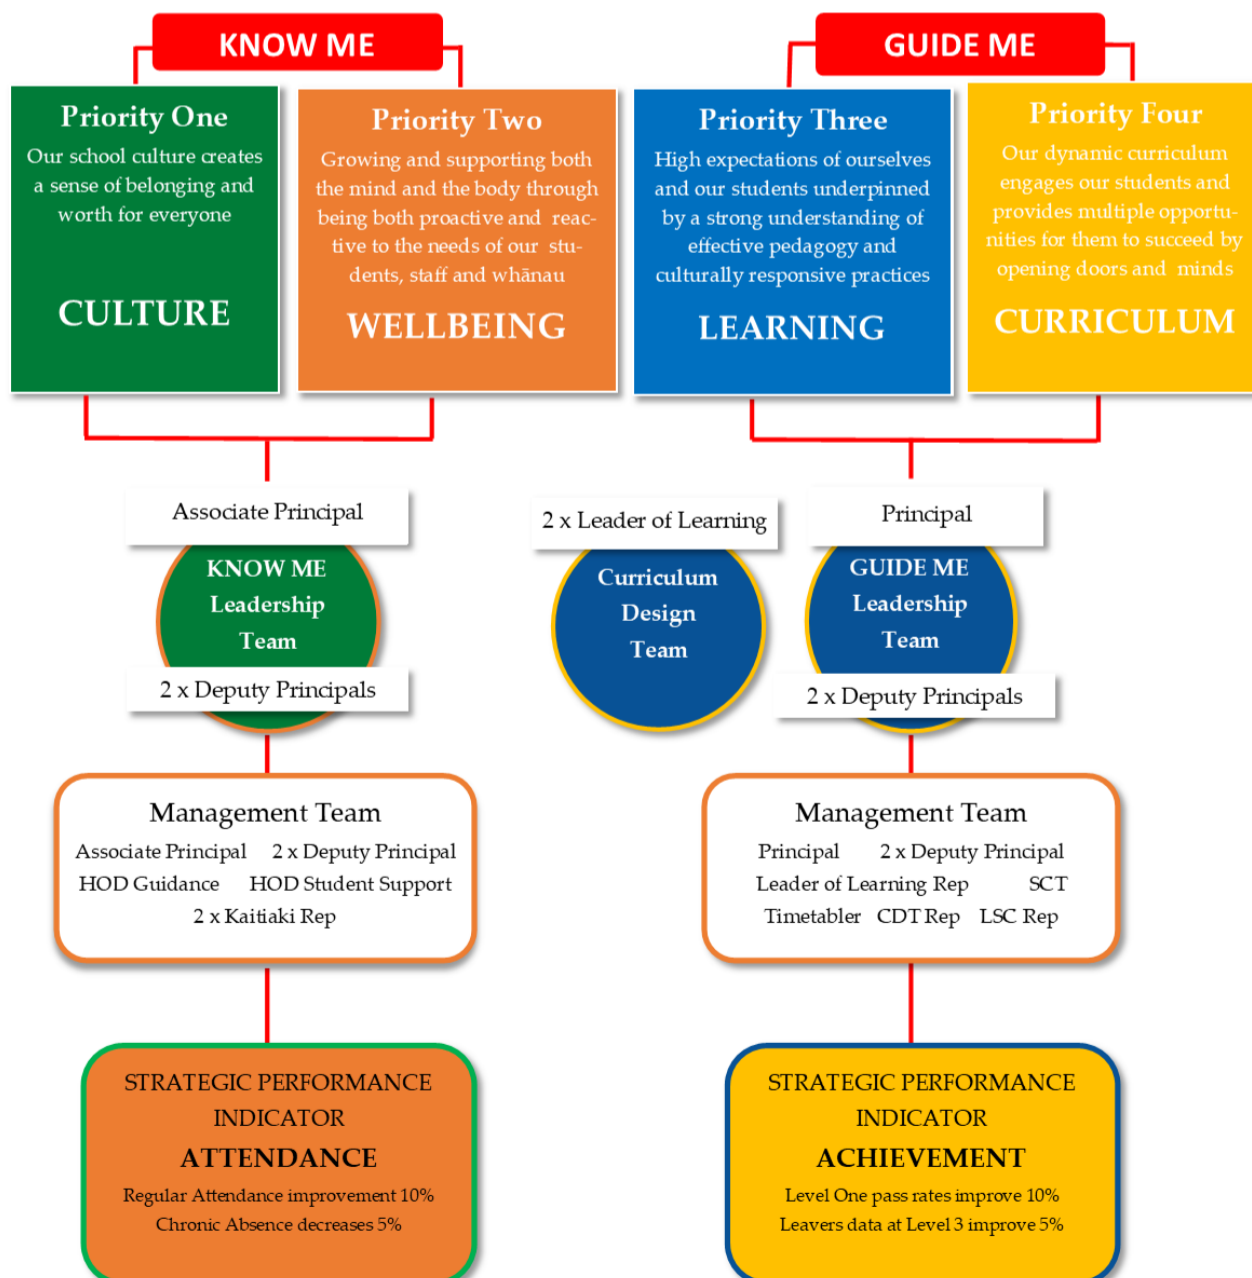 KNOW ME
GUIDE ME
Priority One
Our school culture creates
a sense of belonging and
worth for everyone
CULTURE
Priority Two
Growing and supporting both
the mind and the body through
being both proactive and reac-
tive to the needs of our stu-
dents, staff and whānau
WELLBEING
Priority Three
High expectations of ourselves
and our students underpinned
by a strong understanding of
effective pedagogy and
culturally responsive practices
LEARNING
Priority Four
Our dynamic curriculum
engages our students and
provides multiple opportu-
nities for them to succeed by
opening doors and minds
CURRICULUM
Associate Principal
KNOW ME
Leadership
Team
2 x Deputy Principals
2 x Leader of Learning
Curriculum
Design
Team
Principal
GUIDE ME
Leadership
Team
2 x Deputy Principals
Management Team
Associate Principal 2 x Deputy Principal
HOD Guidance HOD Student Support
2 x Kaitiaki Rep
Management Team
Principal 2 x Deputy Principal
Leader of Learning Rep SCT
Timetabler CDT Rep LSC Rep
STRATEGIC PERFORMANCE
INDICATOR
ATTENDANCE
Regular Attendance improvement 10%
Chronic Absence decreases 5%
STRATEGIC PERFORMANCE
INDICATOR
ACHIEVEMENT
Level One pass rates improve 10%
Leavers data at Level 3 improve 5%